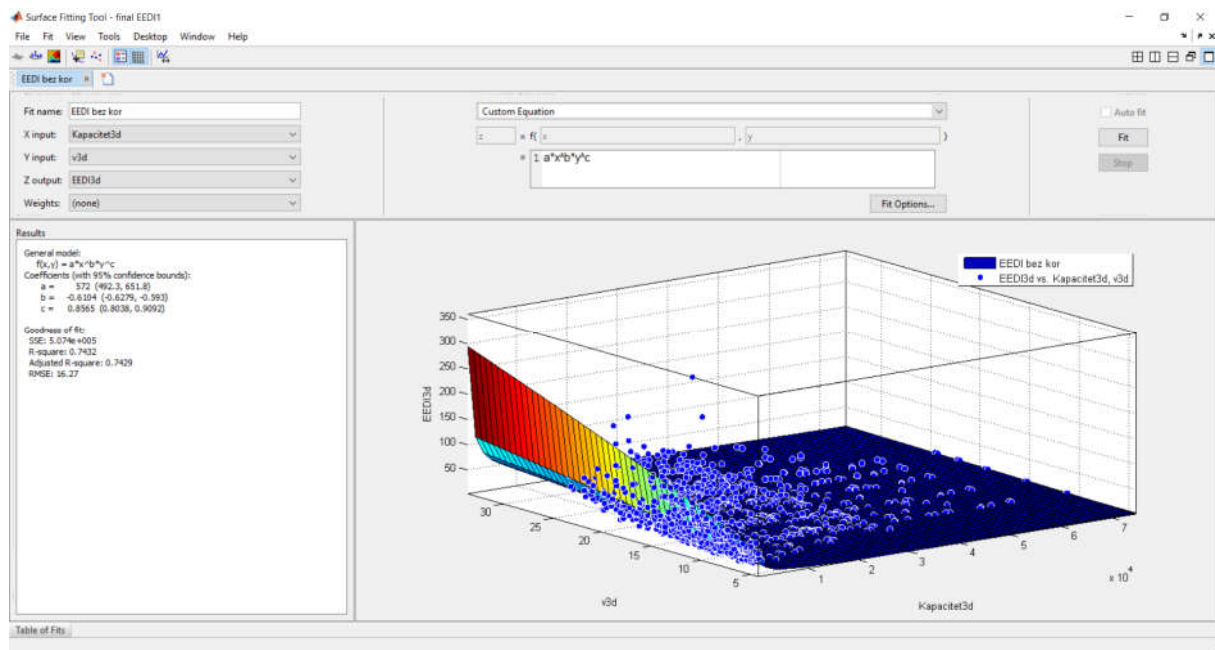 Surface Fitting Tool - final EEDI1
File Fit View Tools Desktop Window Help
EEDI bez kor
Fit name: EEDI bez kor
X input: Kapacitet3d
Y input: v3d
Z output: EEDI3d
Weights: (none)
Custom Equation
z = f( x , y )
= 1 a*x^b*y^c
Fit Options...
Auto fit
Fit
Stop
Results
General model:
f(x,y) = a*x^b*y^c
Coefficients (with 95% confidence bounds):
a = 572 (492.3, 651.8)
b = -0.6104 (-0.6279, -0.593)
c = 0.8565 (0.8038, 0.9092)
Goodness of fit:
SSE: 5.074e+005
R-square: 0.7432
Adjusted R-square: 0.7429
RMSE: 16.27
EEDI bez kor
EEDI3d vs. Kapacitet3d, v3d
350
300
250
200
150
100
50
EEDI3d
30
25
20
15
10
5
v3d
1
2
3
4
5
6
7
x 10^4
Kapacitet3d
Table of Fits